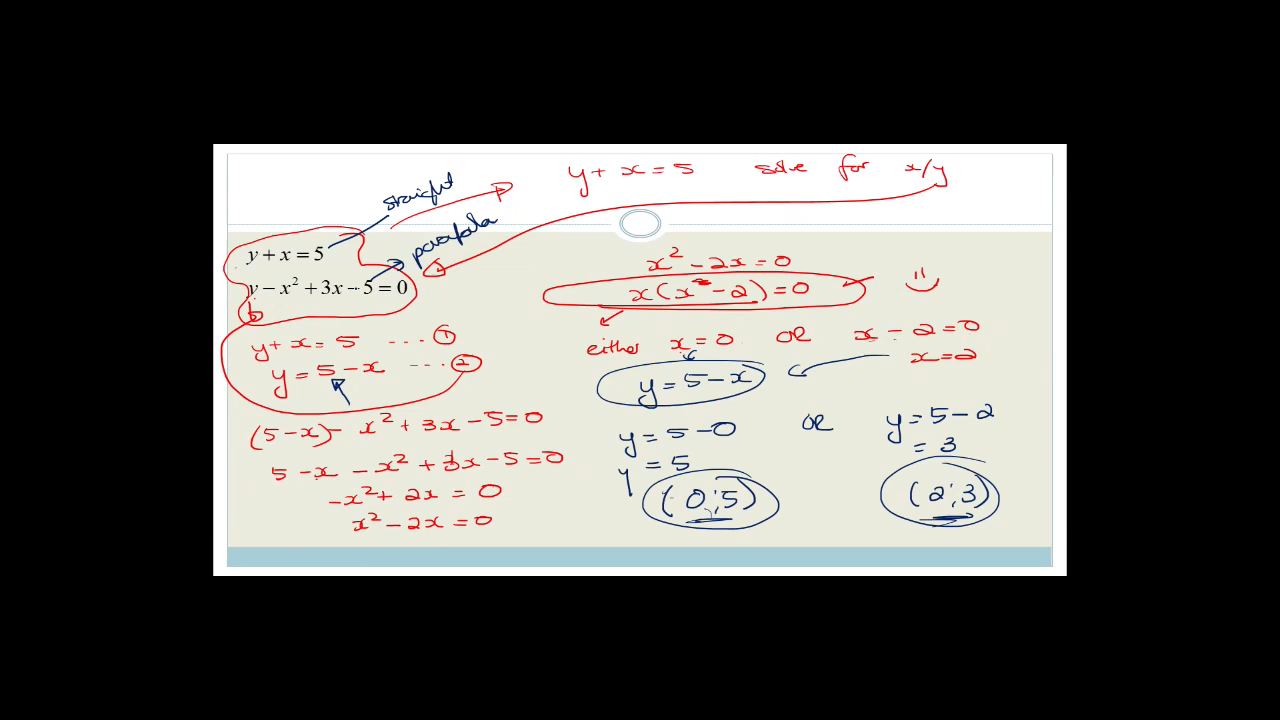 y + x = 5 solve for x/y
straight
parabola
y + x = 5
y − x² + 3x − 5 = 0
1
y + x = 5 ... ①
y = 5 − x ... ②
(5 − x) − x² + 3x − 5 = 0
5 − x − x² + 3x − 5 = 0
−x² + 2x = 0
x² − 2x = 0
x² − 2x = 0
x(x − 2) = 0
either x = 0 OR x − 2 = 0
x = 2
y = 5 − x
y = 5 − 0 OR y = 5 − 2
y = 5
= 3
(0;5)
(2;3)